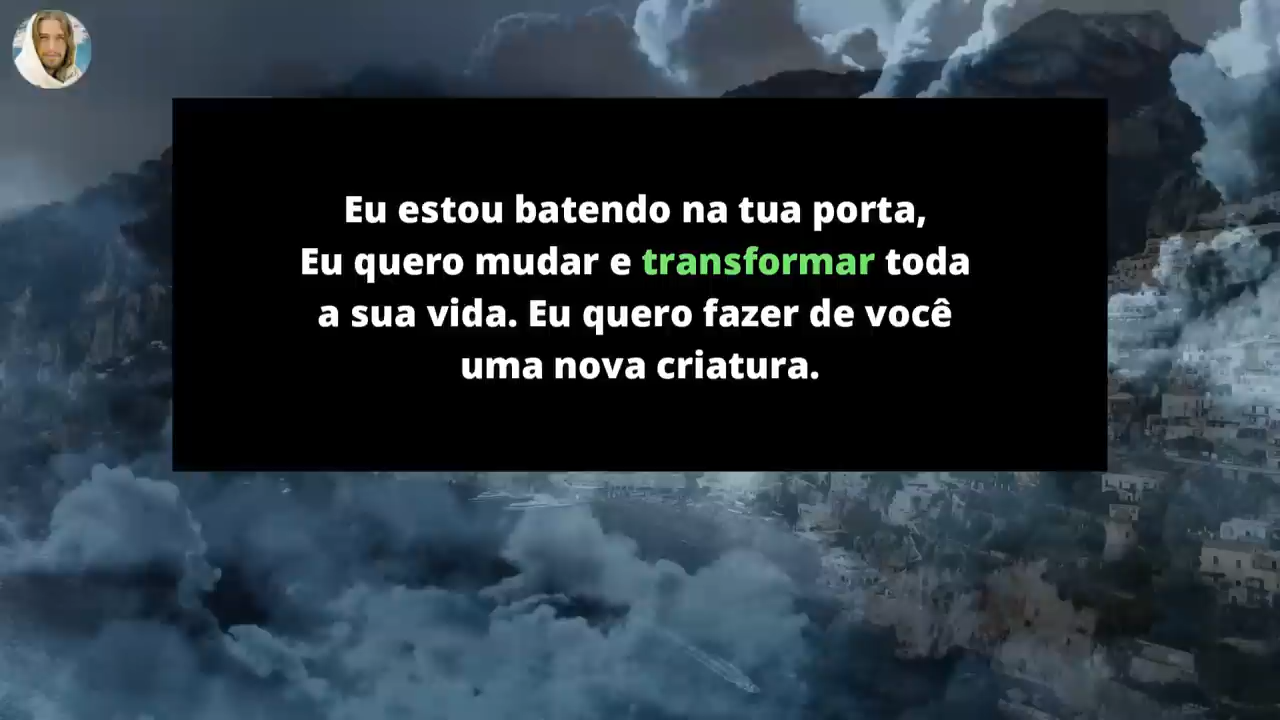 Eu estou batendo na tua porta,
Eu quero mudar e transformar toda
a sua vida. Eu quero fazer de você
uma nova criatura.